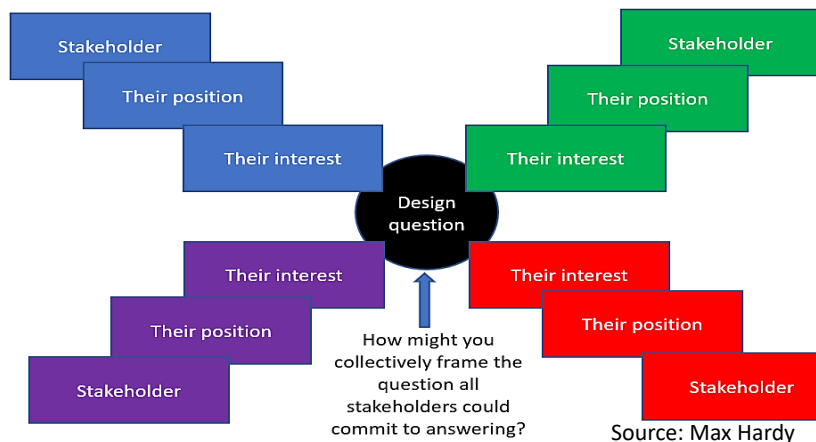 Stakeholder
Their position
Their interest
Stakeholder
Their position
Their interest
Design
question
Their interest
Their position
Stakeholder
Their interest
Their position
Stakeholder
How might you
collectively frame the
question all
stakeholders could
commit to answering?
Source: Max Hardy